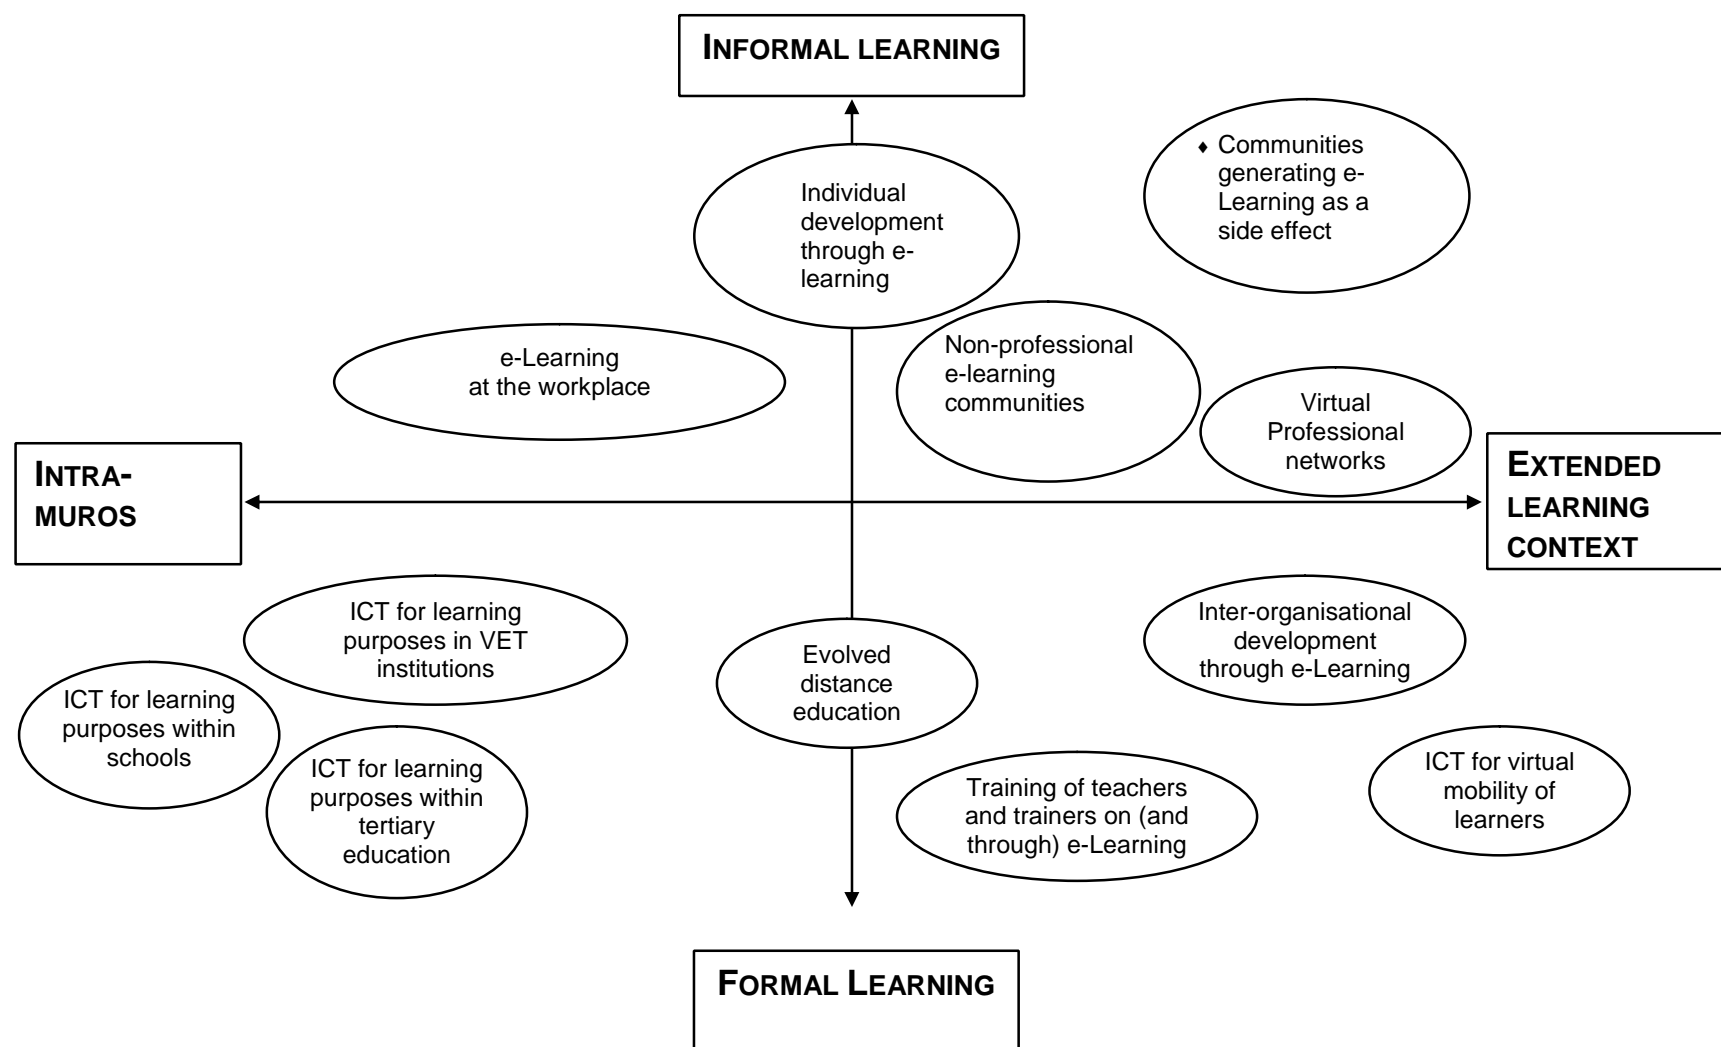 INFORMAL LEARNING
♦ Communities
generating e-
Learning as a
side effect
Individual
development
through e-
learning
Non-professional
e-learning
communities
e-Learning
at the workplace
Virtual
Professional
networks
INTRA-
MUROS
EXTENDED
LEARNING
CONTEXT
ICT for learning
purposes in VET
institutions
Inter-organisational
development
through e-Learning
Evolved
distance
education
ICT for learning
purposes within
schools
ICT for learning
purposes within
tertiary
education
Training of teachers
and trainers on (and
through) e-Learning
ICT for virtual
mobility of
learners
FORMAL LEARNING